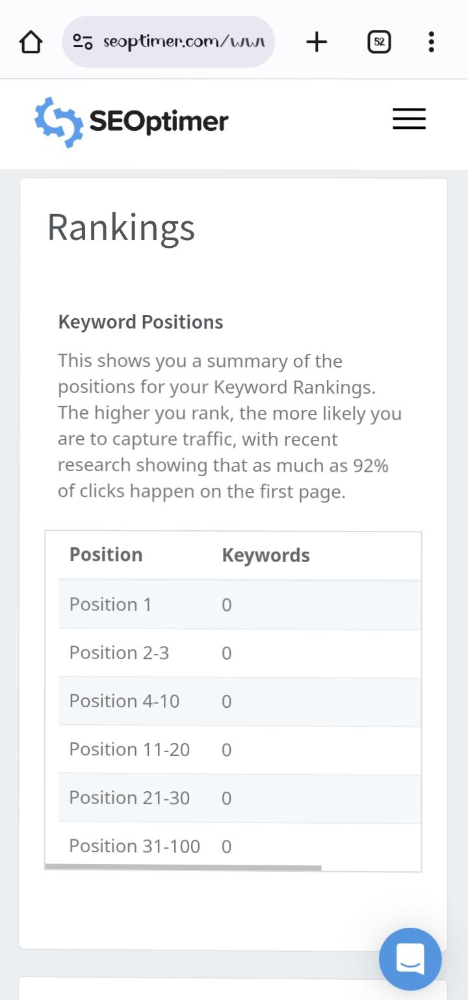 seoptimer.com/ww
52
SEOptimer
Rankings
Keyword Positions
This shows you a summary of the
positions for your Keyword Rankings.
The higher you rank, the more likely you
are to capture traffic, with recent
research showing that as much as 92%
of clicks happen on the first page.
Position Keywords
Position 1 0
Position 2-3 0
Position 4-10 0
Position 11-20 0
Position 21-30 0
Position 31-100 0